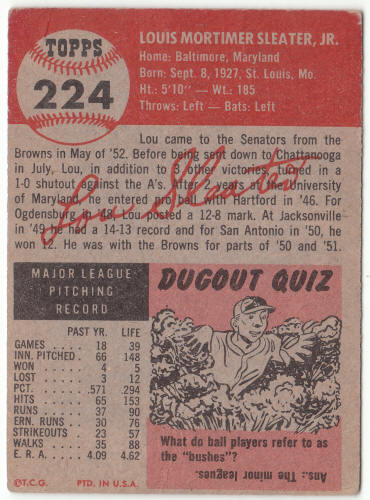 TOPPS
224
LOUIS MORTIMER SLEATER, JR.
Home: Baltimore, Maryland
Born: Sept. 8, 1927, St. Louis, Mo.
Ht.: 5'10" — Wt.: 185
Throws: Left — Bats: Left
Lou came to the Senators from the
Browns in May of '52. Before being sent down to Chattanooga
in July, Lou, in addition to 3 other victories, turned in a
1-0 shutout against the A's. After attending the University of
Maryland, he entered pro ball with Hartford in '46. For
Ogdensburg in '48, Lou posted a 12-8 mark. At Jacksonville
in '49 he had a 14-13 record and for San Antonio in '50, he
won 12. He was with the Browns for parts of '50 and '51.
Lou Sleater
MAJOR LEAGUE
PITCHING
RECORD
PAST YR. LIFE
GAMES 18 39
INN. PITCHED 66 148
WON 4 5
LOST 3 12
PCT. .571 .294
HITS 65 153
RUNS 37 90
ERN. RUNS 30 76
STRIKEOUTS 23 57
WALKS 35 88
E. R. A. 4.09 4.62
©T.C.G. PTD. IN U.S.A.
DUGOUT QUIZ
What do ball players refer to as
the "bushes"?
Ans.: The minor leagues.